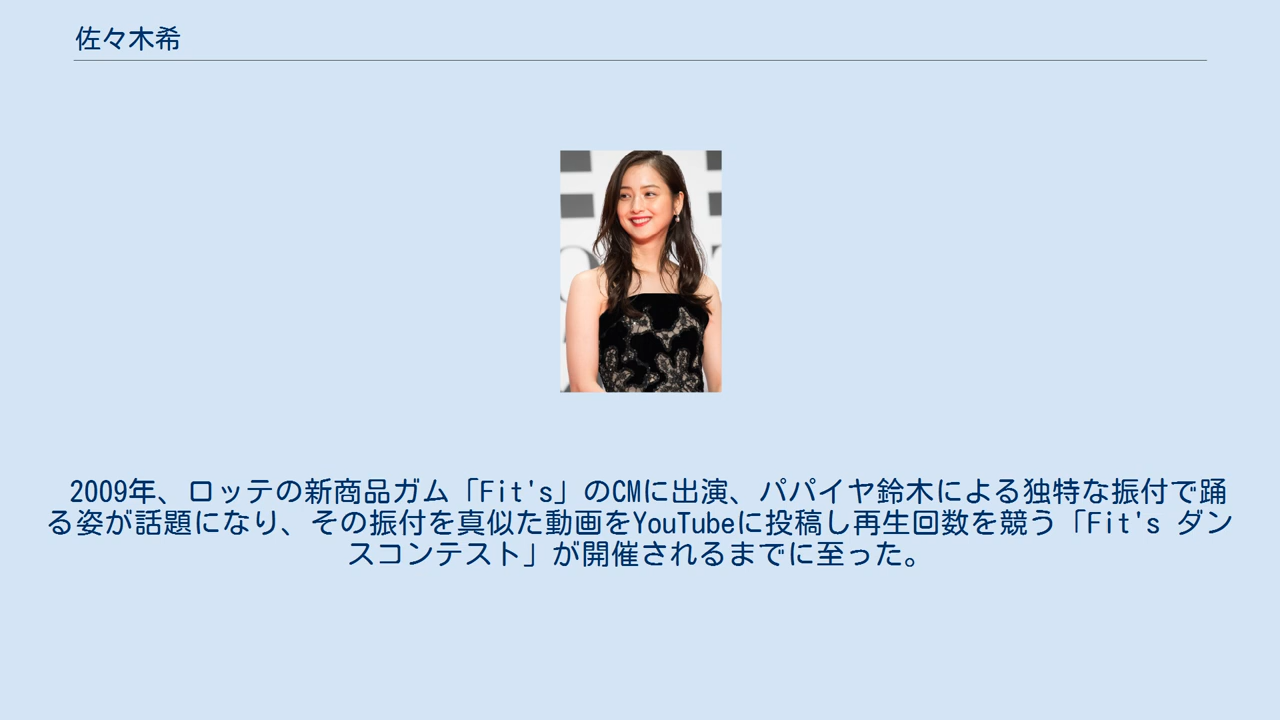 佐々木希
2009年、ロッテの新商品ガム「Fit's」のCMに出演、パパイヤ鈴木による独特な振付で踊
る姿が話題になり、その振付を真似た動画をYouTubeに投稿し再生回数を競う「Fit's ダン
スコンテスト」が開催されるまでに至った。